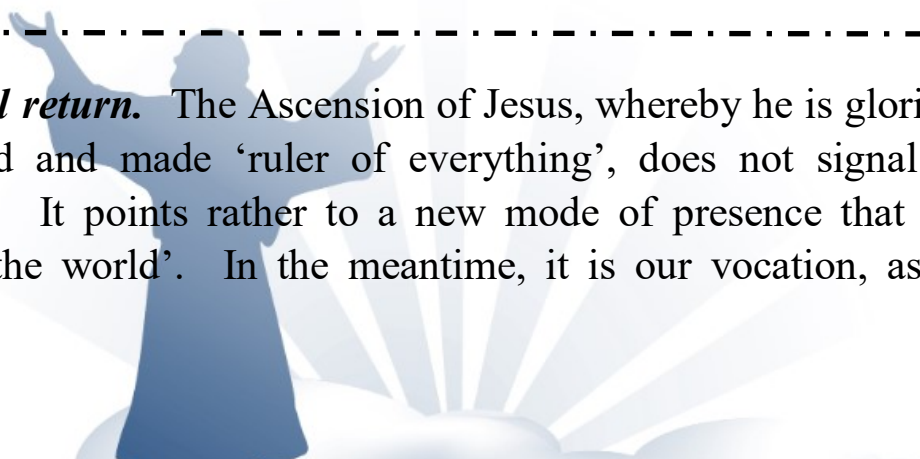 l return. The Ascension of Jesus, whereby he is glori
d and made ‘ruler of everything’, does not signal
It points rather to a new mode of presence that
the world’. In the meantime, it is our vocation, as